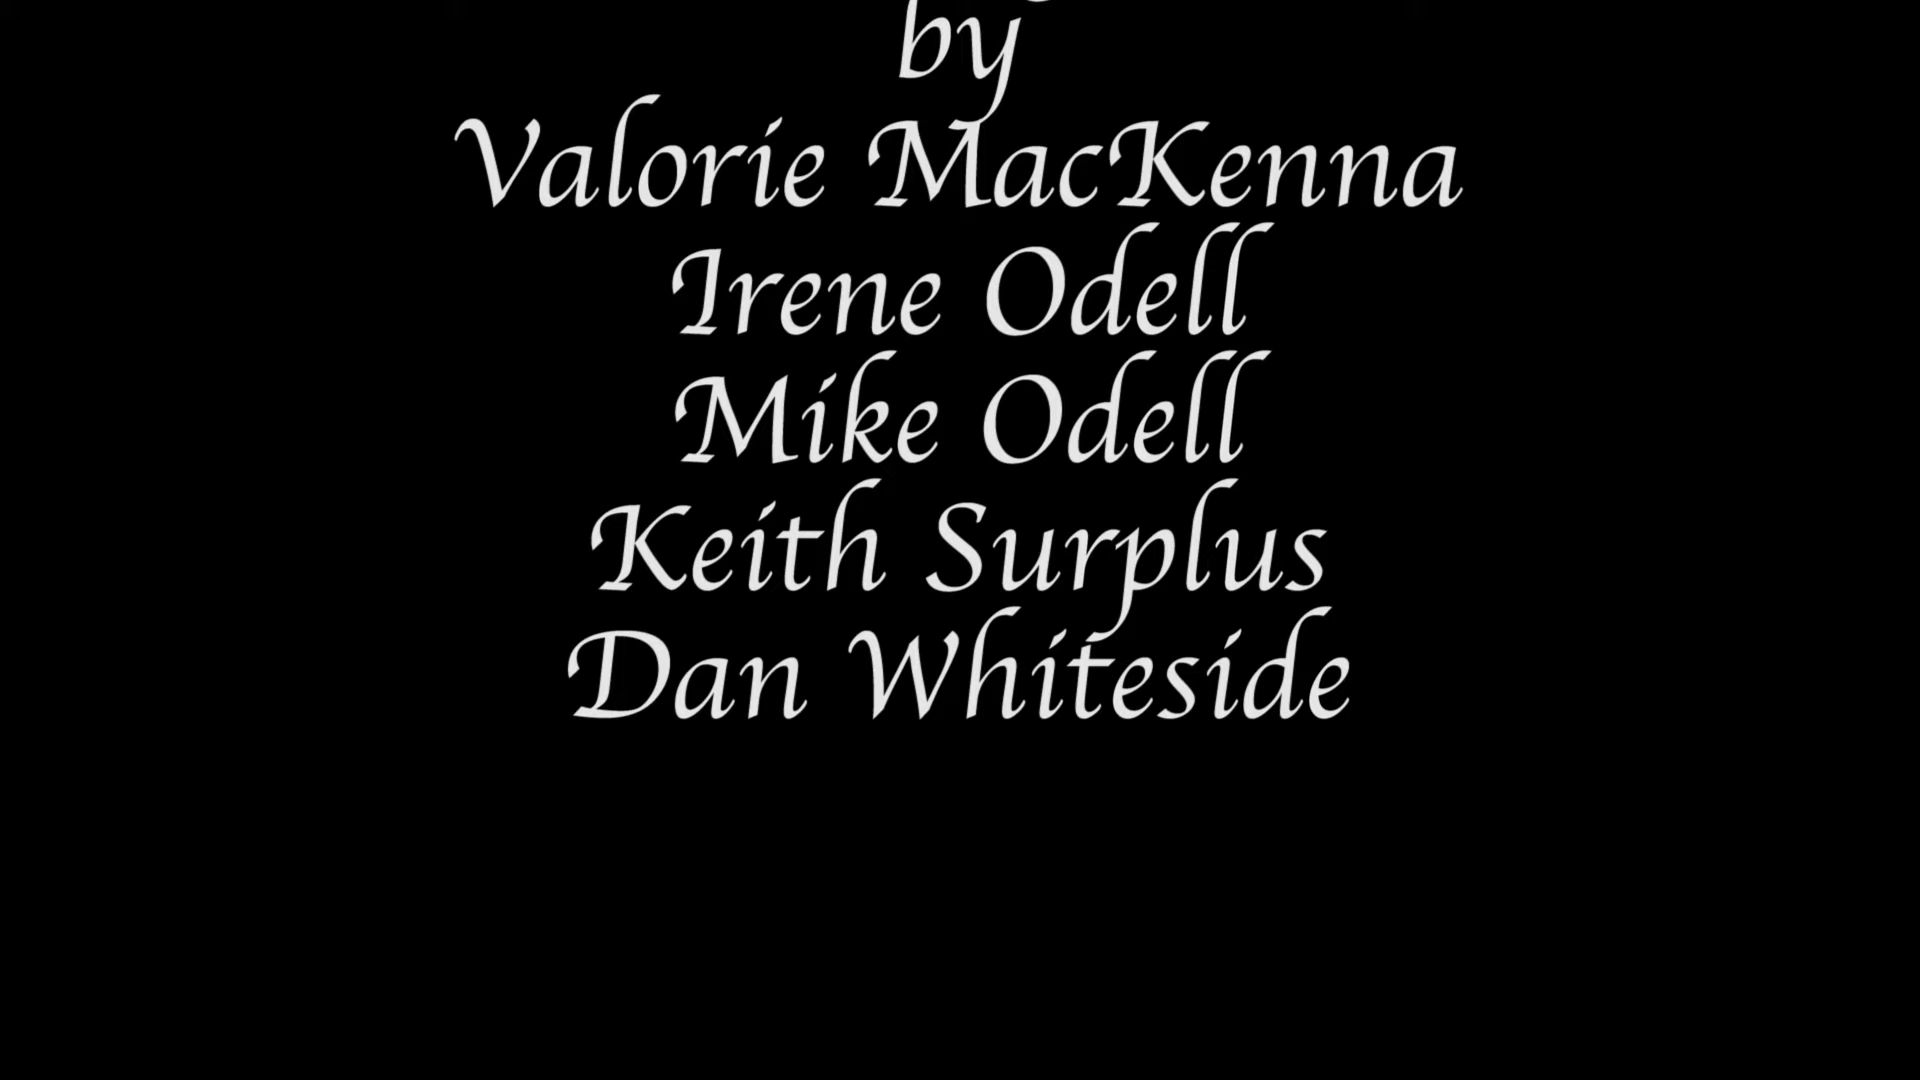 by
Valorie MacKenna
Irene Odell
Mike Odell
Keith Surplus
Dan Whiteside